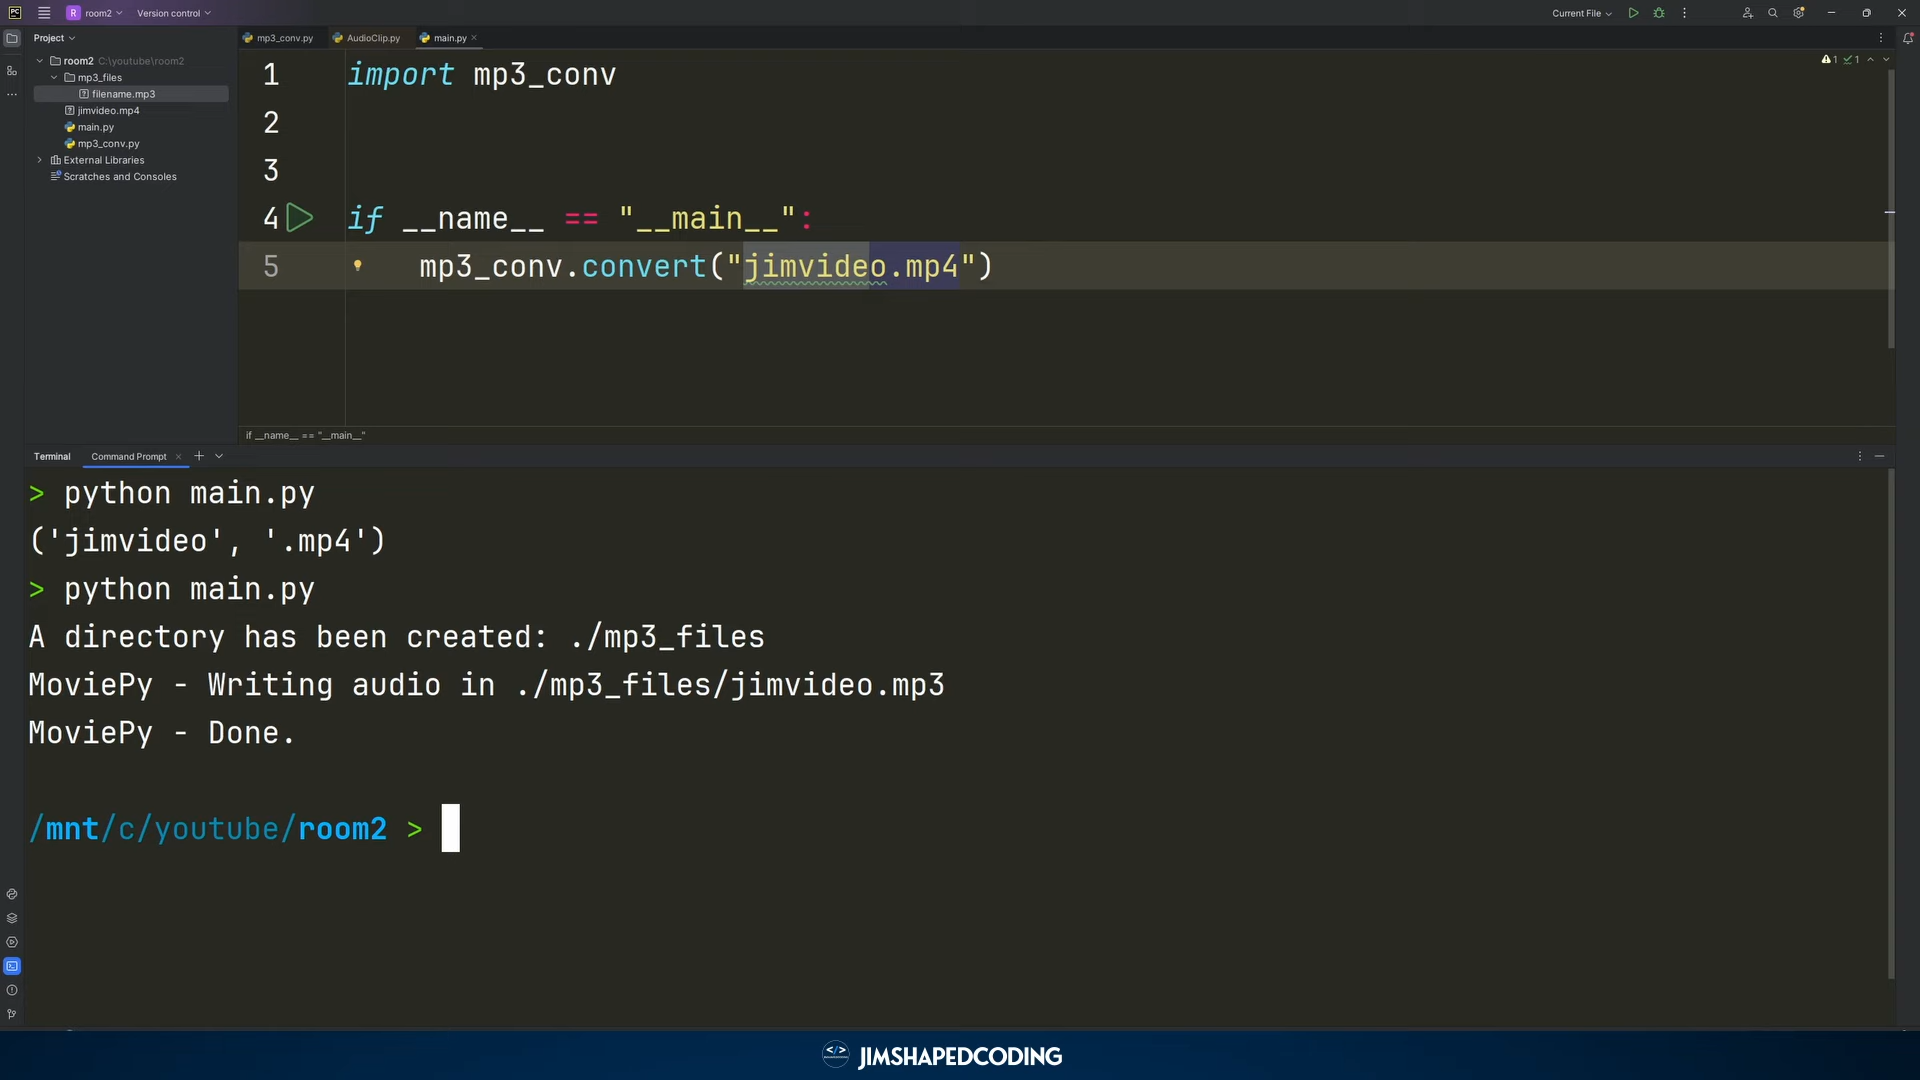 PC
R room2
Version control
Current File
Project
mp3_conv.py
AudioClip.py
main.py
room2 C:\youtube\room2
mp3_files
filename.mp3
jimvideo.mp4
main.py
mp3_conv.py
External Libraries
Scratches and Consoles
1 import mp3_conv
2
3
4 if __name__ == "__main__":
5 mp3_conv.convert("jimvideo.mp4")
1 1
if __name__ == "__main__"
Terminal
Command Prompt
> python main.py
('jimvideo', '.mp4')
> python main.py
A directory has been created: ./mp3_files
MoviePy - Writing audio in ./mp3_files/jimvideo.mp3
MoviePy - Done.
/mnt/c/youtube/room2 >
</> JIMSHAPEDCODING